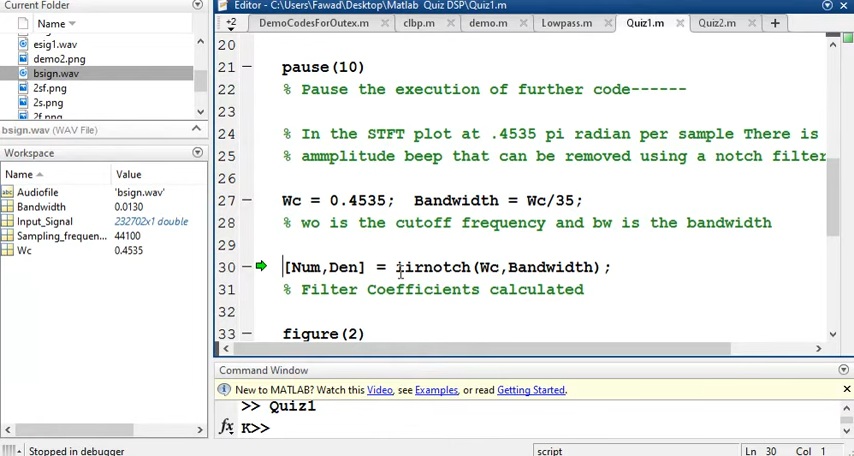 Current Folder
Name
esig1.wav
demo2.png
bsign.wav
2sf.png
2s.png
bsign.wav (WAV File)
Workspace
Name Value
Audiofile 'bsign.wav'
Bandwidth 0.0130
Input_Signal 232702x1 double
Sampling_frequen... 44100
Wc 0.4535
Stopped in debugger
Editor - C:\Users\Fawad\Desktop\Matlab Quiz DSP\Quiz1.m
+2 DemoCodesForOutex.m clbp.m demo.m Lowpass.m Quiz1.m Quiz2.m
20
21 pause(10)
22 % Pause the execution of further code------
23
24 % In the STFT plot at .4535 pi radian per sample There is
25 % ammplitude beep that can be removed using a notch filter
26
27 Wc = 0.4535; Bandwidth = Wc/35;
28 % wo is the cutoff frequency and bw is the bandwidth
29
30 [Num,Den] = iirnotch(Wc,Bandwidth);
31 % Filter Coefficients calculated
32
33 figure(2)
Command Window
New to MATLAB? Watch this Video, see Examples, or read Getting Started.
>> Quiz1
fx K>>
script Ln 30 Col 1